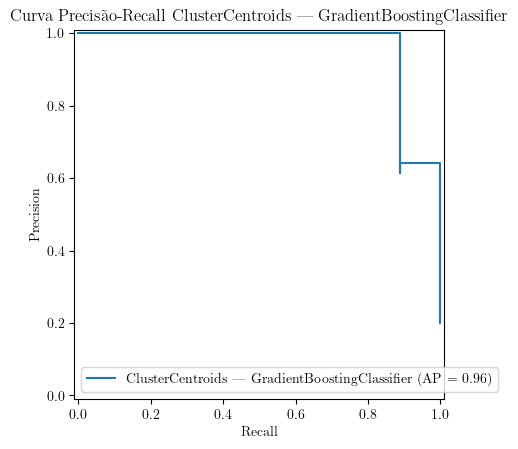 Curva Precisão-Recall ClusterCentroids — GradientBoostingClassifier
1.0
0.8
0.6
0.4
0.2
0.0
Precision
ClusterCentroids — GradientBoostingClassifier (AP = 0.96)
0.0 0.2 0.4 0.6 0.8 1.0
Recall